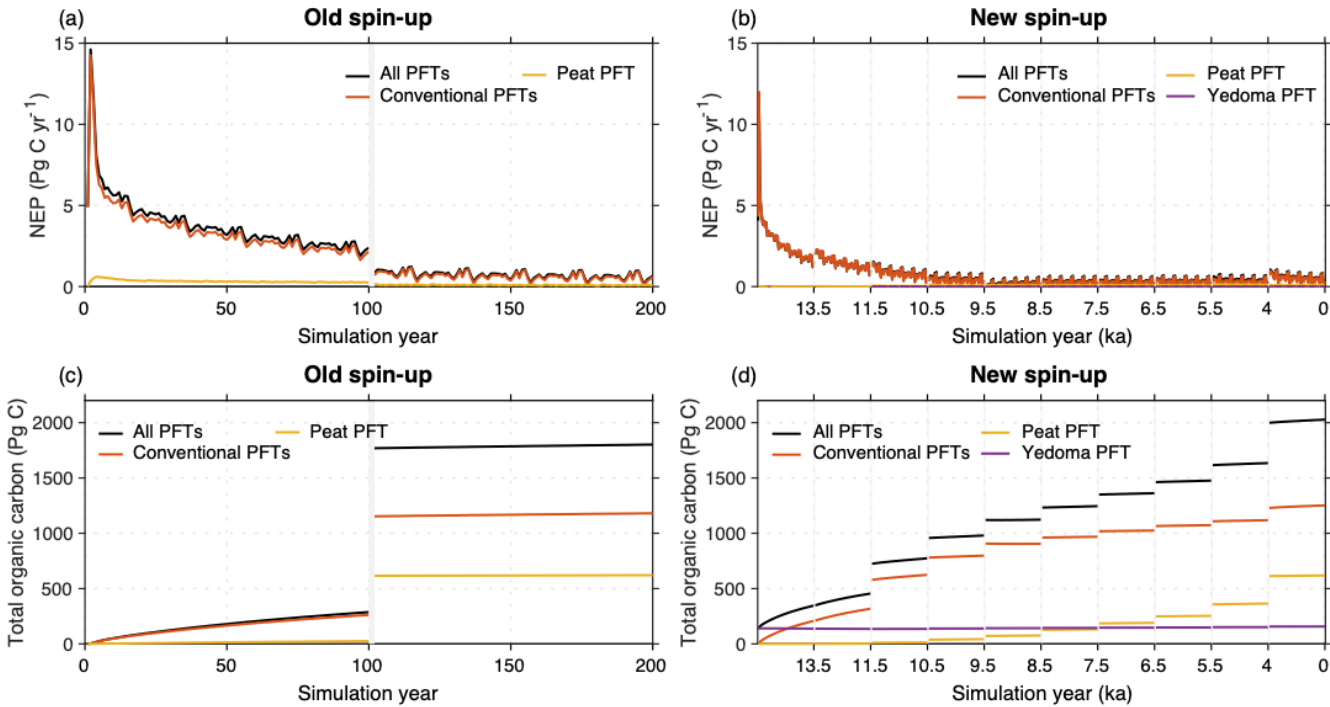 (a) Old spin-up
NEP (Pg C yr-1)
15
10
5
0
All PFTs
Conventional PFTs
Peat PFT
0 50 100 150 200
Simulation year
(b) New spin-up
NEP (Pg C yr-1)
15
10
5
0
All PFTs
Conventional PFTs
Peat PFT
Yedoma PFT
13.5 11.5 10.5 9.5 8.5 7.5 6.5 5.5 4 0
Simulation year (ka)
(c) Old spin-up
Total organic carbon (Pg C)
2000
1500
1000
500
0
All PFTs
Conventional PFTs
Peat PFT
0 50 100 150 200
Simulation year
(d) New spin-up
Total organic carbon (Pg C)
2000
1500
1000
500
0
All PFTs
Conventional PFTs
Peat PFT
Yedoma PFT
13.5 11.5 10.5 9.5 8.5 7.5 6.5 5.5 4 0
Simulation year (ka)